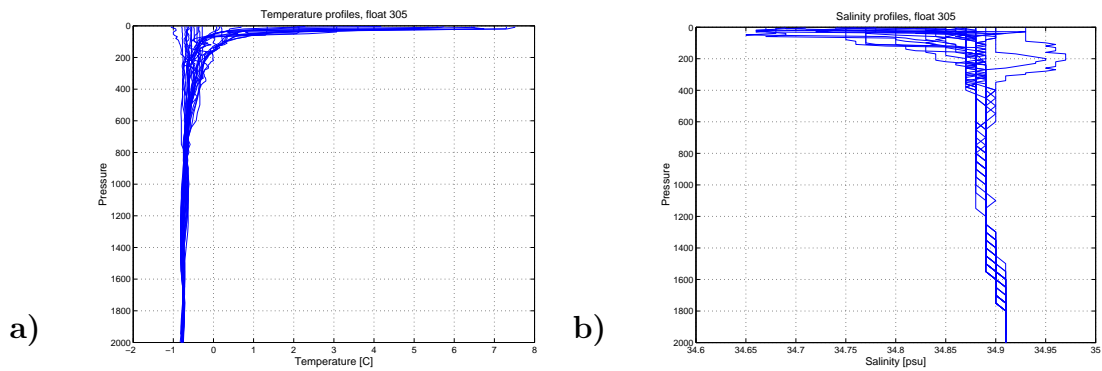 Temperature profiles, float 305
0
200
400
600
800
1000
1200
1400
1600
1800
2000
Pressure
−2 −1 0 1 2 3 4 5 6 7 8
Temperature [C]
a)
Salinity profiles, float 305
0
200
400
600
800
1000
1200
1400
1600
1800
2000
Pressure
34.6 34.65 34.7 34.75 34.8 34.85 34.9 34.95 35
Salinity [psu]
b)